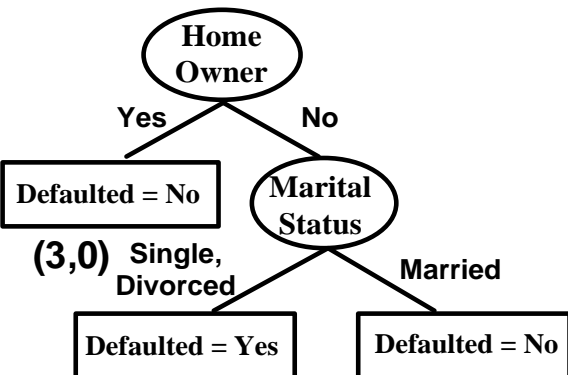 Home
Owner
Yes
No
Defaulted = No
Marital
Status
(3,0)
Single,
Divorced
Married
Defaulted = Yes
Defaulted = No